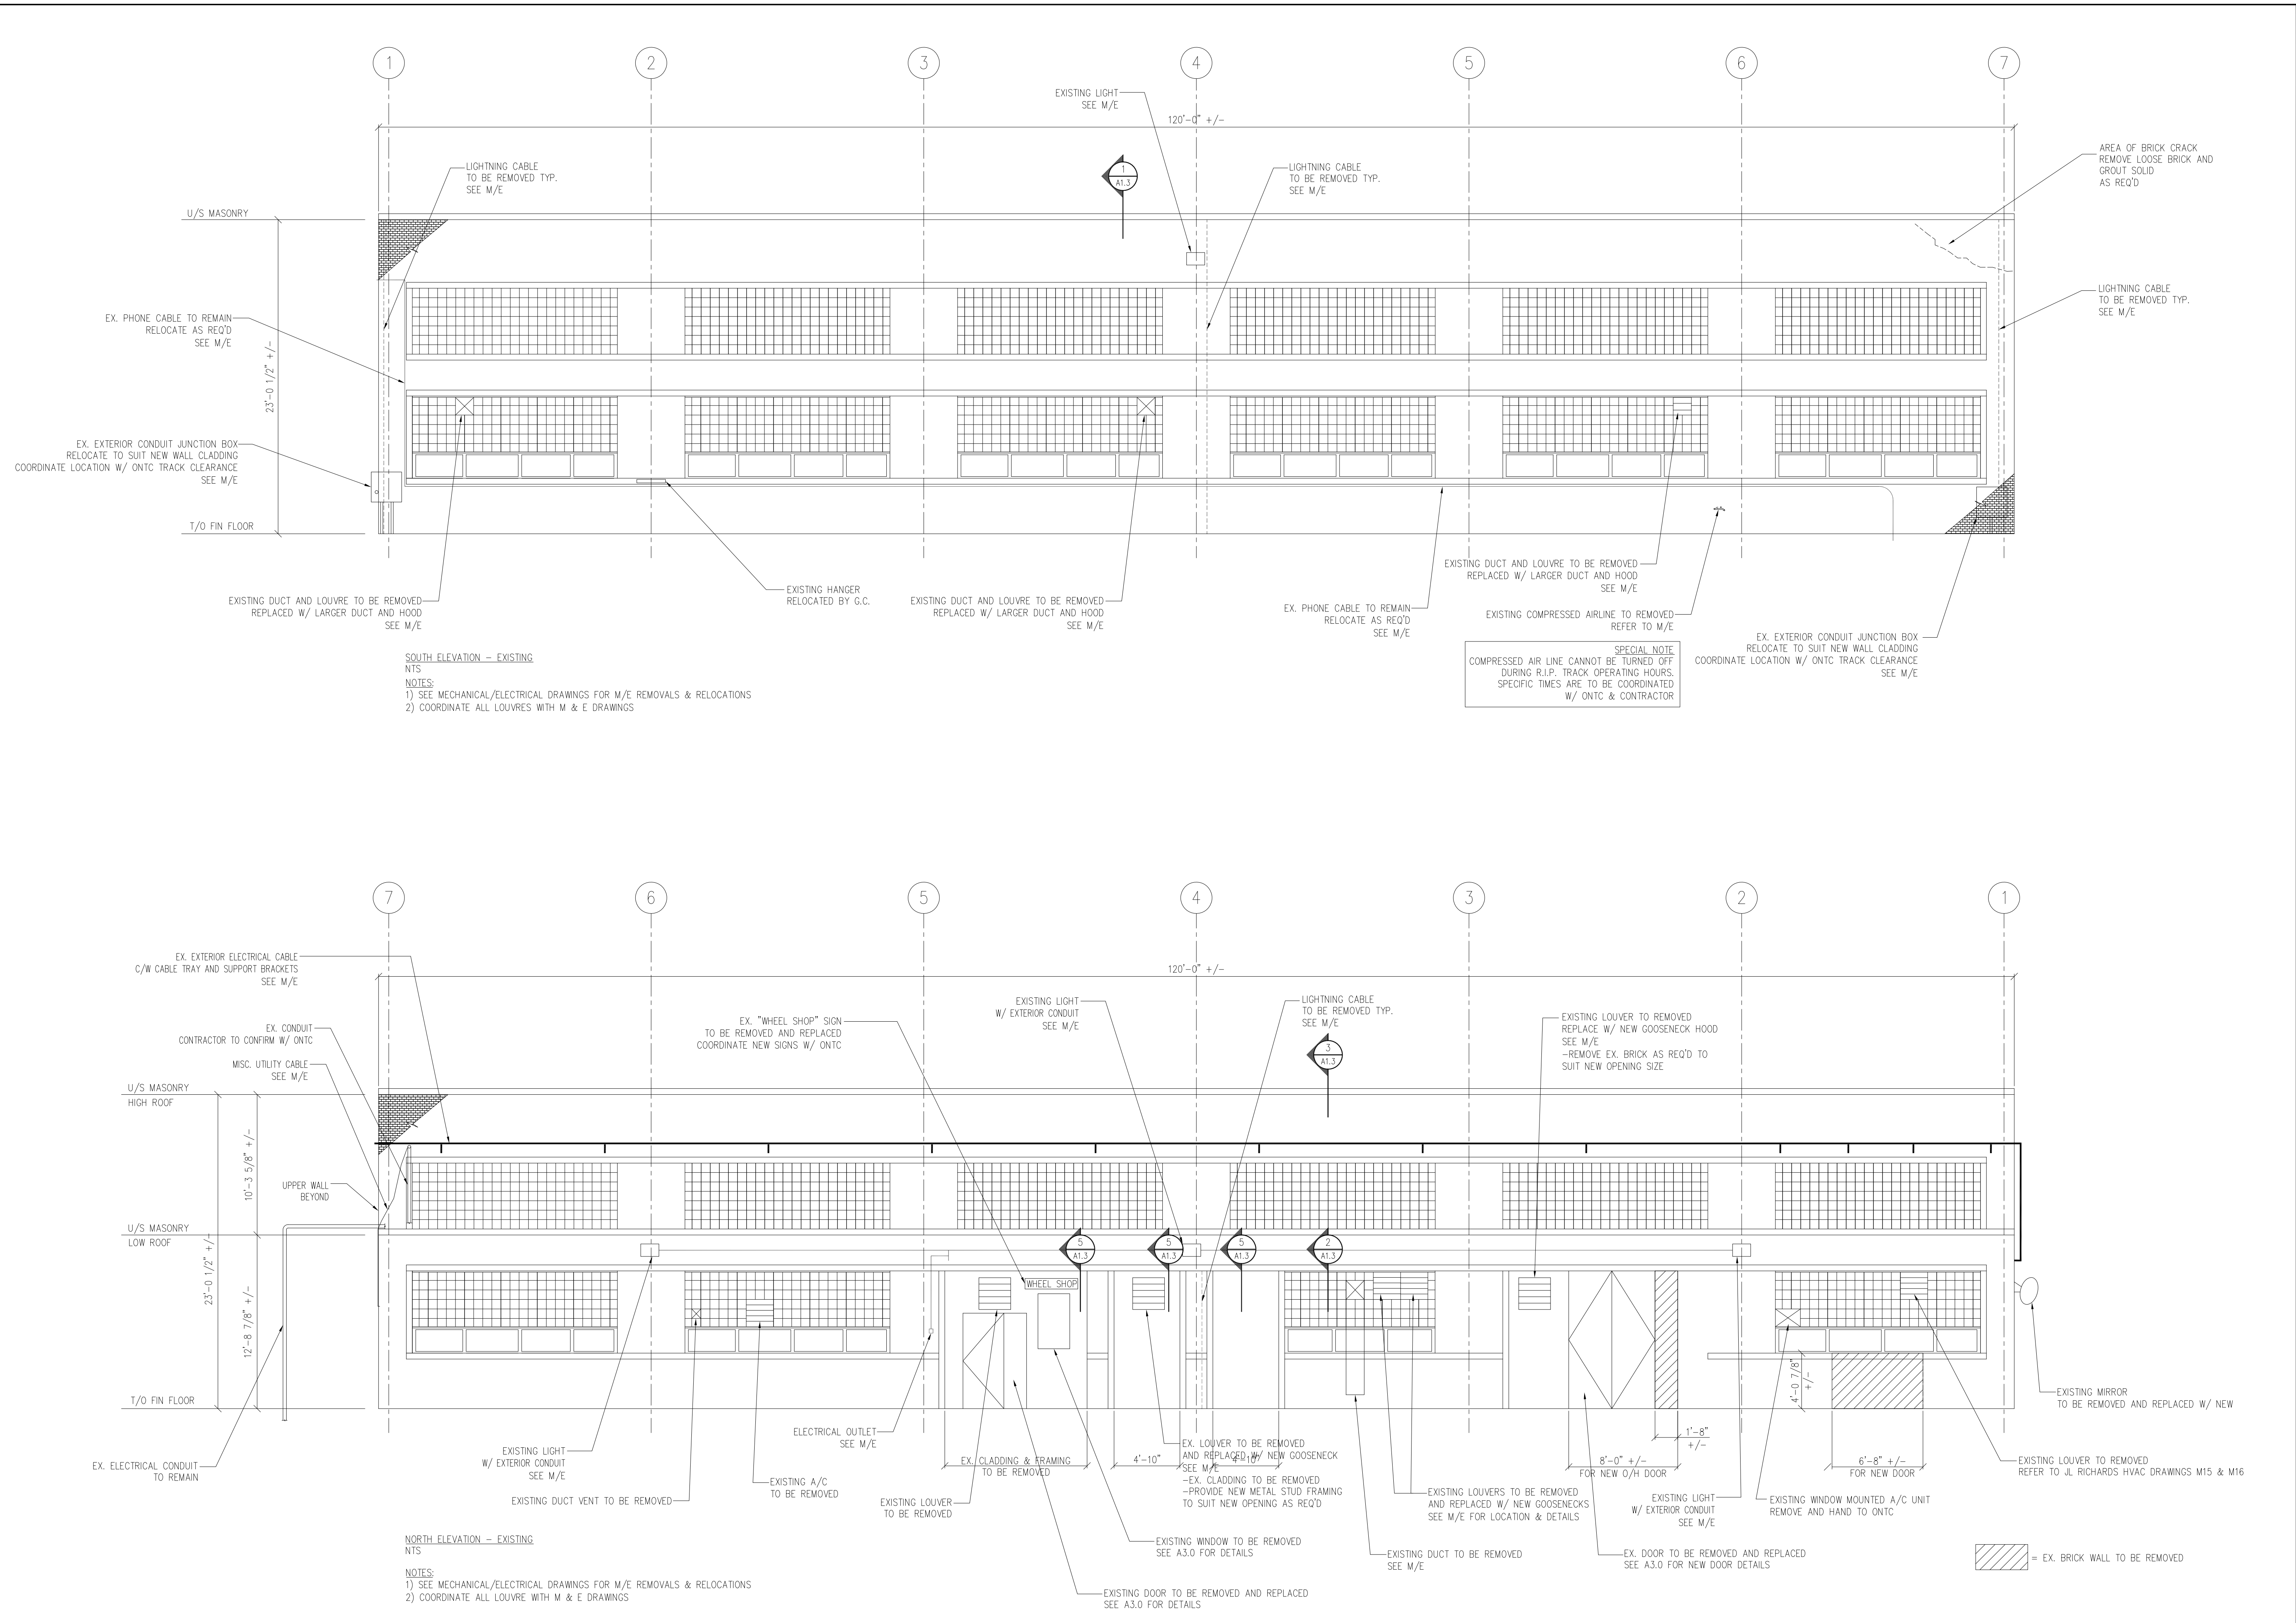 1
2
3
4
5
6
7
EXISTING LIGHT
SEE M/E
120'-0" +/-
AREA OF BRICK CRACK
REMOVE LOOSE BRICK AND
GROUT SOLID
AS REQ'D
LIGHTNING CABLE
TO BE REMOVED TYP.
SEE M/E
1
A1.3
LIGHTNING CABLE
TO BE REMOVED TYP.
SEE M/E
U/S MASONRY
LIGHTNING CABLE
TO BE REMOVED TYP.
SEE M/E
EX. PHONE CABLE TO REMAIN
RELOCATE AS REQ'D
SEE M/E
23'-0 1/2" +/-
EX. EXTERIOR CONDUIT JUNCTION BOX
RELOCATE TO SUIT NEW WALL CLADDING
COORDINATE LOCATION W/ ONTC TRACK CLEARANCE
SEE M/E
T/O FIN FLOOR
EXISTING DUCT AND LOUVRE TO BE REMOVED
REPLACED W/ LARGER DUCT AND HOOD
SEE M/E
EXISTING HANGER
RELOCATED BY G.C.
EXISTING DUCT AND LOUVRE TO BE REMOVED
REPLACED W/ LARGER DUCT AND HOOD
SEE M/E
EX. PHONE CABLE TO REMAIN
RELOCATE AS REQ'D
SEE M/E
EXISTING DUCT AND LOUVRE TO BE REMOVED
REPLACED W/ LARGER DUCT AND HOOD
SEE M/E
EXISTING COMPRESSED AIRLINE TO REMOVED
REFER TO M/E
EX. EXTERIOR CONDUIT JUNCTION BOX
RELOCATE TO SUIT NEW WALL CLADDING
COORDINATE LOCATION W/ ONTC TRACK CLEARANCE
SEE M/E
SPECIAL NOTE
COMPRESSED AIR LINE CANNOT BE TURNED OFF
DURING R.I.P. TRACK OPERATING HOURS.
SPECIFIC TIMES ARE TO BE COORDINATED
W/ ONTC & CONTRACTOR
SOUTH ELEVATION - EXISTING
NTS
NOTES:
1) SEE MECHANICAL/ELECTRICAL DRAWINGS FOR M/E REMOVALS & RELOCATIONS
2) COORDINATE ALL LOUVRES WITH M & E DRAWINGS
7
6
5
4
3
2
1
EX. EXTERIOR ELECTRICAL CABLE
C/W CABLE TRAY AND SUPPORT BRACKETS
SEE M/E
120'-0" +/-
EX. CONDUIT
CONTRACTOR TO CONFIRM W/ ONTC
MISC. UTILITY CABLE
SEE M/E
EX. "WHEEL SHOP" SIGN
TO BE REMOVED AND REPLACED
COORDINATE NEW SIGNS W/ ONTC
EXISTING LIGHT
W/ EXTERIOR CONDUIT
SEE M/E
LIGHTNING CABLE
TO BE REMOVED TYP.
SEE M/E
3
A1.3
EXISTING LOUVER TO REMOVED
REPLACE W/ NEW GOOSENECK HOOD
SEE M/E
-REMOVE EX. BRICK AS REQ'D TO
SUIT NEW OPENING SIZE
U/S MASONRY
HIGH ROOF
10'-3 5/8" +/-
UPPER WALL
BEYOND
U/S MASONRY
LOW ROOF
23'-0 1/2" +/-
12'-8 7/8" +/-
5
A1.3
5
A1.3
5
A1.3
2
A1.3
WHEEL SHOP
4'-0 7/8"
+/-
T/O FIN FLOOR
EXISTING MIRROR
TO BE REMOVED AND REPLACED W/ NEW
EX. ELECTRICAL CONDUIT
TO REMAIN
EXISTING LIGHT
W/ EXTERIOR CONDUIT
SEE M/E
EXISTING DUCT VENT TO BE REMOVED
EXISTING A/C
TO BE REMOVED
ELECTRICAL OUTLET
SEE M/E
EXISTING LOUVER
TO BE REMOVED
EX. CLADDING & FRAMING
TO BE REMOVED
4'-10"
4'-10"
EX. LOUVER TO BE REMOVED
AND REPLACED W/ NEW GOOSENECK
SEE M/E
-EX. CLADDING TO BE REMOVED
-PROVIDE NEW METAL STUD FRAMING
TO SUIT NEW OPENING AS REQ'D
EXISTING WINDOW TO BE REMOVED
SEE A3.0 FOR DETAILS
EXISTING DOOR TO BE REMOVED AND REPLACED
SEE A3.0 FOR DETAILS
EXISTING LOUVERS TO BE REMOVED
AND REPLACED W/ NEW GOOSENECKS
SEE M/E FOR LOCATION & DETAILS
EXISTING DUCT TO BE REMOVED
SEE M/E
8'-0" +/-
FOR NEW O/H DOOR
1'-8"
+/-
EX. DOOR TO BE REMOVED AND REPLACED
SEE A3.0 FOR NEW DOOR DETAILS
EXISTING LIGHT
W/ EXTERIOR CONDUIT
SEE M/E
6'-8" +/-
FOR NEW DOOR
EXISTING WINDOW MOUNTED A/C UNIT
REMOVE AND HAND TO ONTC
EXISTING LOUVER TO REMOVED
REFER TO JL RICHARDS HVAC DRAWINGS M15 & M16
= EX. BRICK WALL TO BE REMOVED
NORTH ELEVATION - EXISTING
NTS
NOTES:
1) SEE MECHANICAL/ELECTRICAL DRAWINGS FOR M/E REMOVALS & RELOCATIONS
2) COORDINATE ALL LOUVRE WITH M & E DRAWINGS